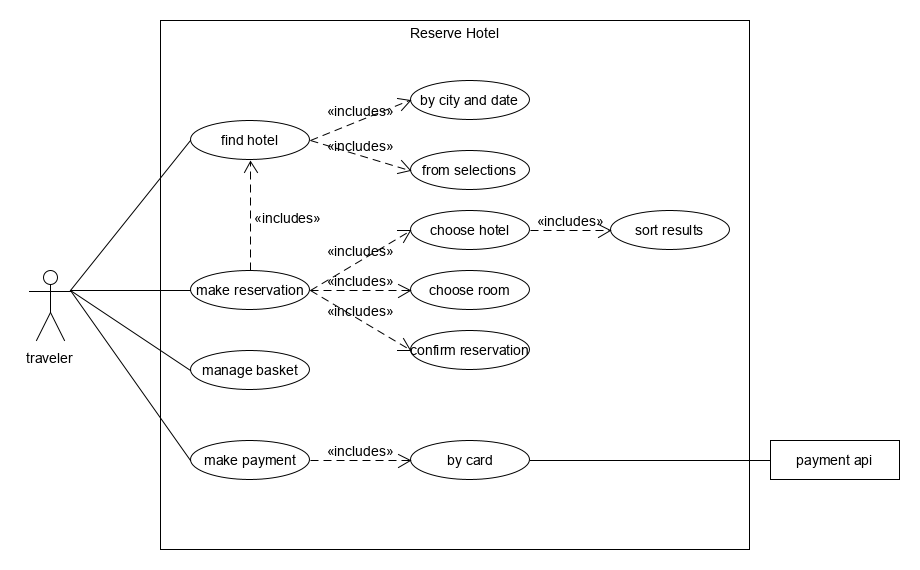 Reserve Hotel
by city and date
«includes»
find hotel
«includes»
from selections
«includes»
choose hotel
«includes»
sort results
«includes»
make reservation
«includes»
choose room
«includes»
confirm reservation
traveler
manage basket
make payment
«includes»
by card
payment api